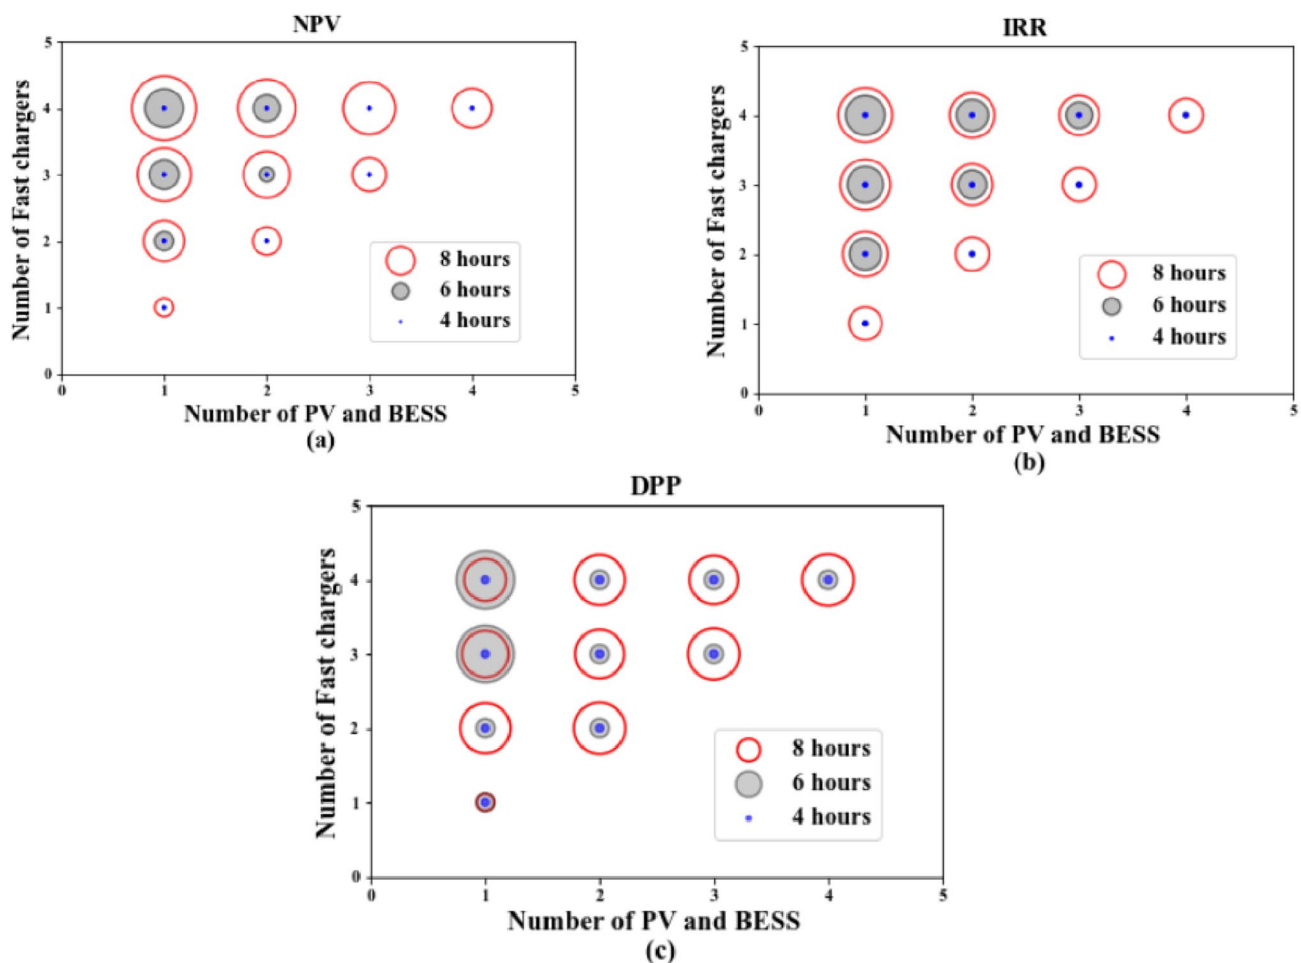 NPV
Number of Fast chargers
5
4
3
2
1
0
8 hours
6 hours
4 hours
0 1 2 3 4 5
Number of PV and BESS
(a)
IRR
Number of Fast chargers
5
4
3
2
1
0
8 hours
6 hours
4 hours
0 1 2 3 4 5
Number of PV and BESS
(b)
DPP
Number of Fast chargers
5
4
3
2
1
0
8 hours
6 hours
4 hours
0 1 2 3 4 5
Number of PV and BESS
(c)